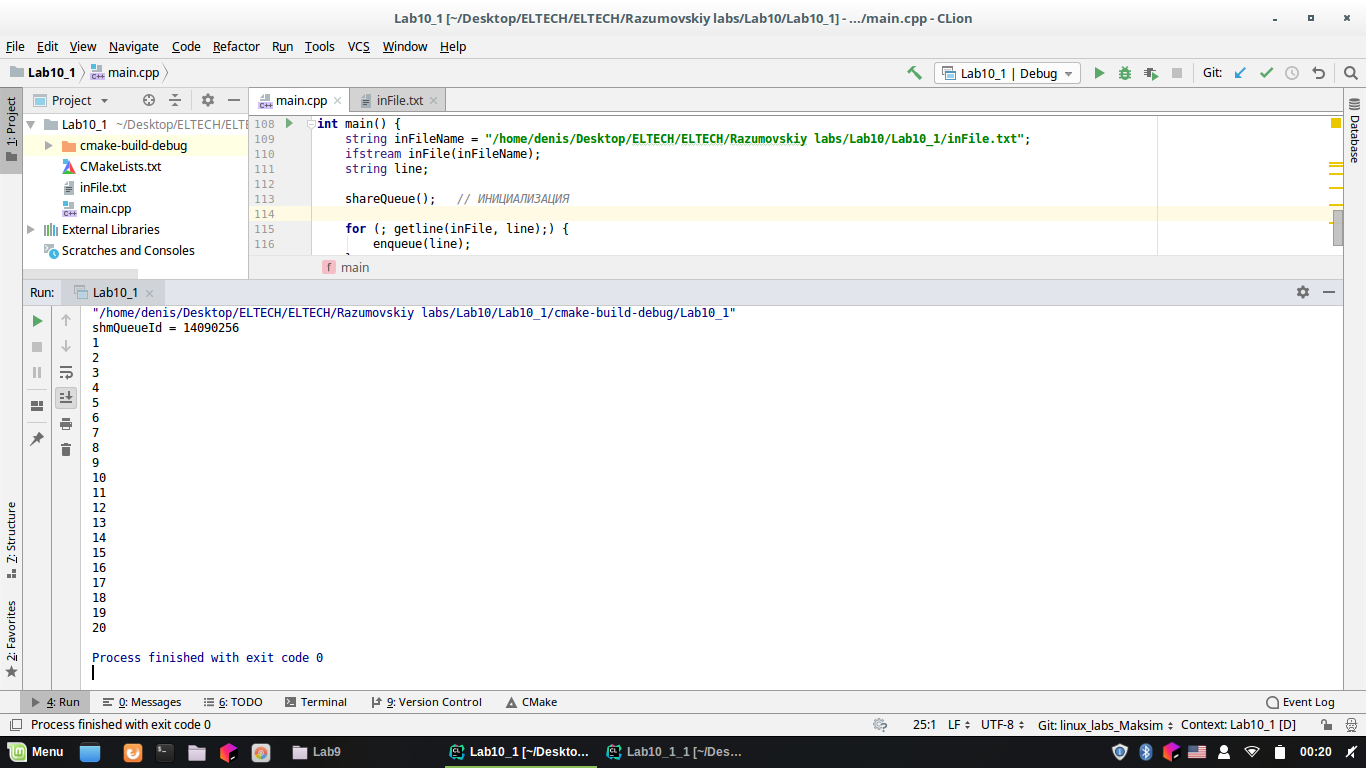 Lab10_1 [~/Desktop/ELTECH/ELTECH/Razumovskiy labs/Lab10/Lab10_1] - .../main.cpp - CLion
File Edit View Navigate Code Refactor Run Tools VCS Window Help
Lab10_1 main.cpp Lab10_1 | Debug Git:
1: Project
Project
main.cpp inFile.txt
Database
Lab10_1 ~/Desktop/ELTECH/ELTE
cmake-build-debug
CMakeLists.txt
inFile.txt
main.cpp
External Libraries
Scratches and Consoles
108 int main() {
109 string inFileName = "/home/denis/Desktop/ELTECH/ELTECH/Razumovskiy labs/Lab10/Lab10_1/inFile.txt";
110 ifstream inFile(inFileName);
111 string line;
112
113 shareQueue(); // ИНИЦИАЛИЗАЦИЯ
114
115 for (; getline(inFile, line);) {
116 enqueue(line);
f main
Run: Lab10_1
"/home/denis/Desktop/ELTECH/ELTECH/Razumovskiy labs/Lab10/Lab10_1/cmake-build-debug/Lab10_1"
shmQueueId = 14090256
1
2
3
4
5
6
7
8
9
10
11
12
13
14
15
16
17
18
19
20
Process finished with exit code 0
7: Structure
2: Favorites
4: Run 0: Messages 6: TODO Terminal 9: Version Control CMake Event Log
Process finished with exit code 0 25:1 LF UTF-8 Git: linux_labs_Maksim Context: Lab10_1 [D]
Menu Lab9 Lab10_1 [~/Deskto... Lab10_1_1 [~/Des... 00:20